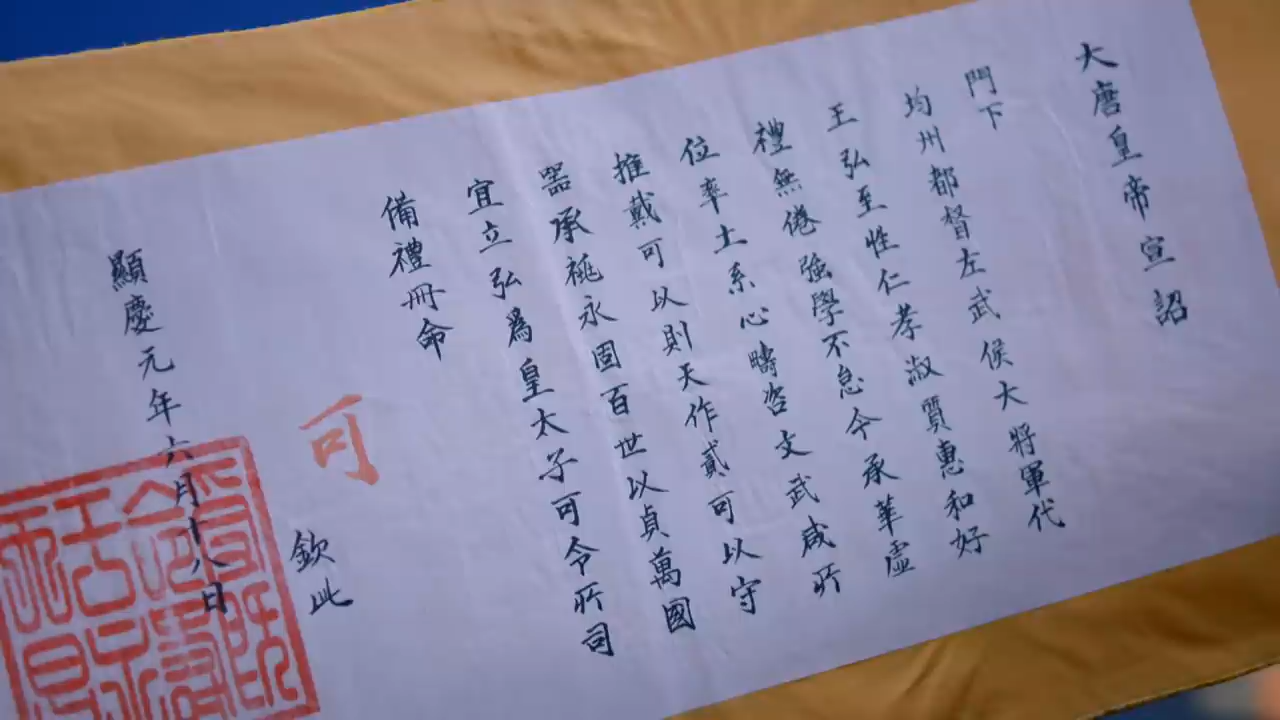 大唐皇帝宣詔
門下
均州都督左武侯大將軍代
王弘至性仁孝淑質惠和好
禮無倦強學不怠今承華虛
位率土系心疇咨文武咸所
推戴可以則天作貳可以守
器承祧永固百世以貞萬國
宜立弘為皇太子可令所司
備禮冊命
可
欽此
顯慶元年六月十八日